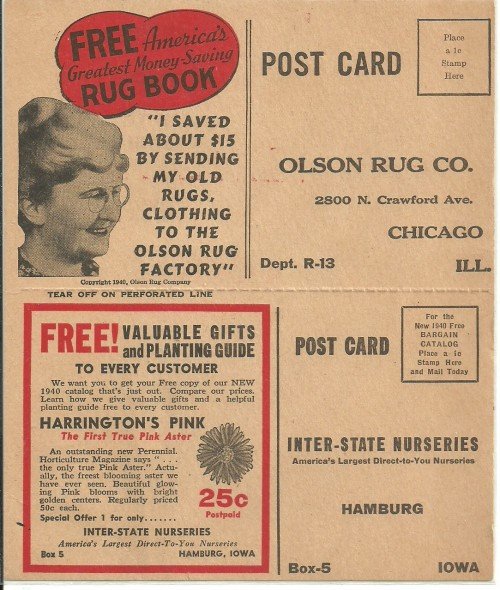 FREE America's
Greatest Money-Saving
RUG BOOK
"I SAVED
ABOUT $15
BY SENDING
MY OLD
RUGS,
CLOTHING
TO THE
OLSON RUG
FACTORY"
Copyright 1940, Olson Rug Company
POST CARD
Place
a 1c
Stamp
Here
OLSON RUG CO.
2800 N. Crawford Ave.
CHICAGO
Dept. R-13
ILL.
TEAR OFF ON PERFORATED LINE
FREE! VALUABLE GIFTS
and PLANTING GUIDE
TO EVERY CUSTOMER
We want you to get your Free copy of our NEW
1940 catalog that's just out. Compare our prices.
Learn how we give valuable gifts and a helpful
planting guide free to every customer.
HARRINGTON'S PINK
The First True Pink Aster
An outstanding new Perennial.
Horticulture Magazine says ". . .
the only true Pink Aster." Actu-
ally, the freest blooming aster we
have ever seen. Beautiful glow-
ing Pink blooms with bright
golden centers. Regularly priced
50c each.
Special Offer 1 for only.......
25c
Postpaid
INTER-STATE NURSERIES
America's Largest Direct-To-You Nurseries
Box 5 HAMBURG, IOWA
POST CARD
For the
New 1940 Free
BARGAIN
CATALOG
Place a 1c
Stamp Here
and Mail Today
INTER-STATE NURSERIES
America's Largest Direct-to-You Nurseries
HAMBURG
Box-5 IOWA